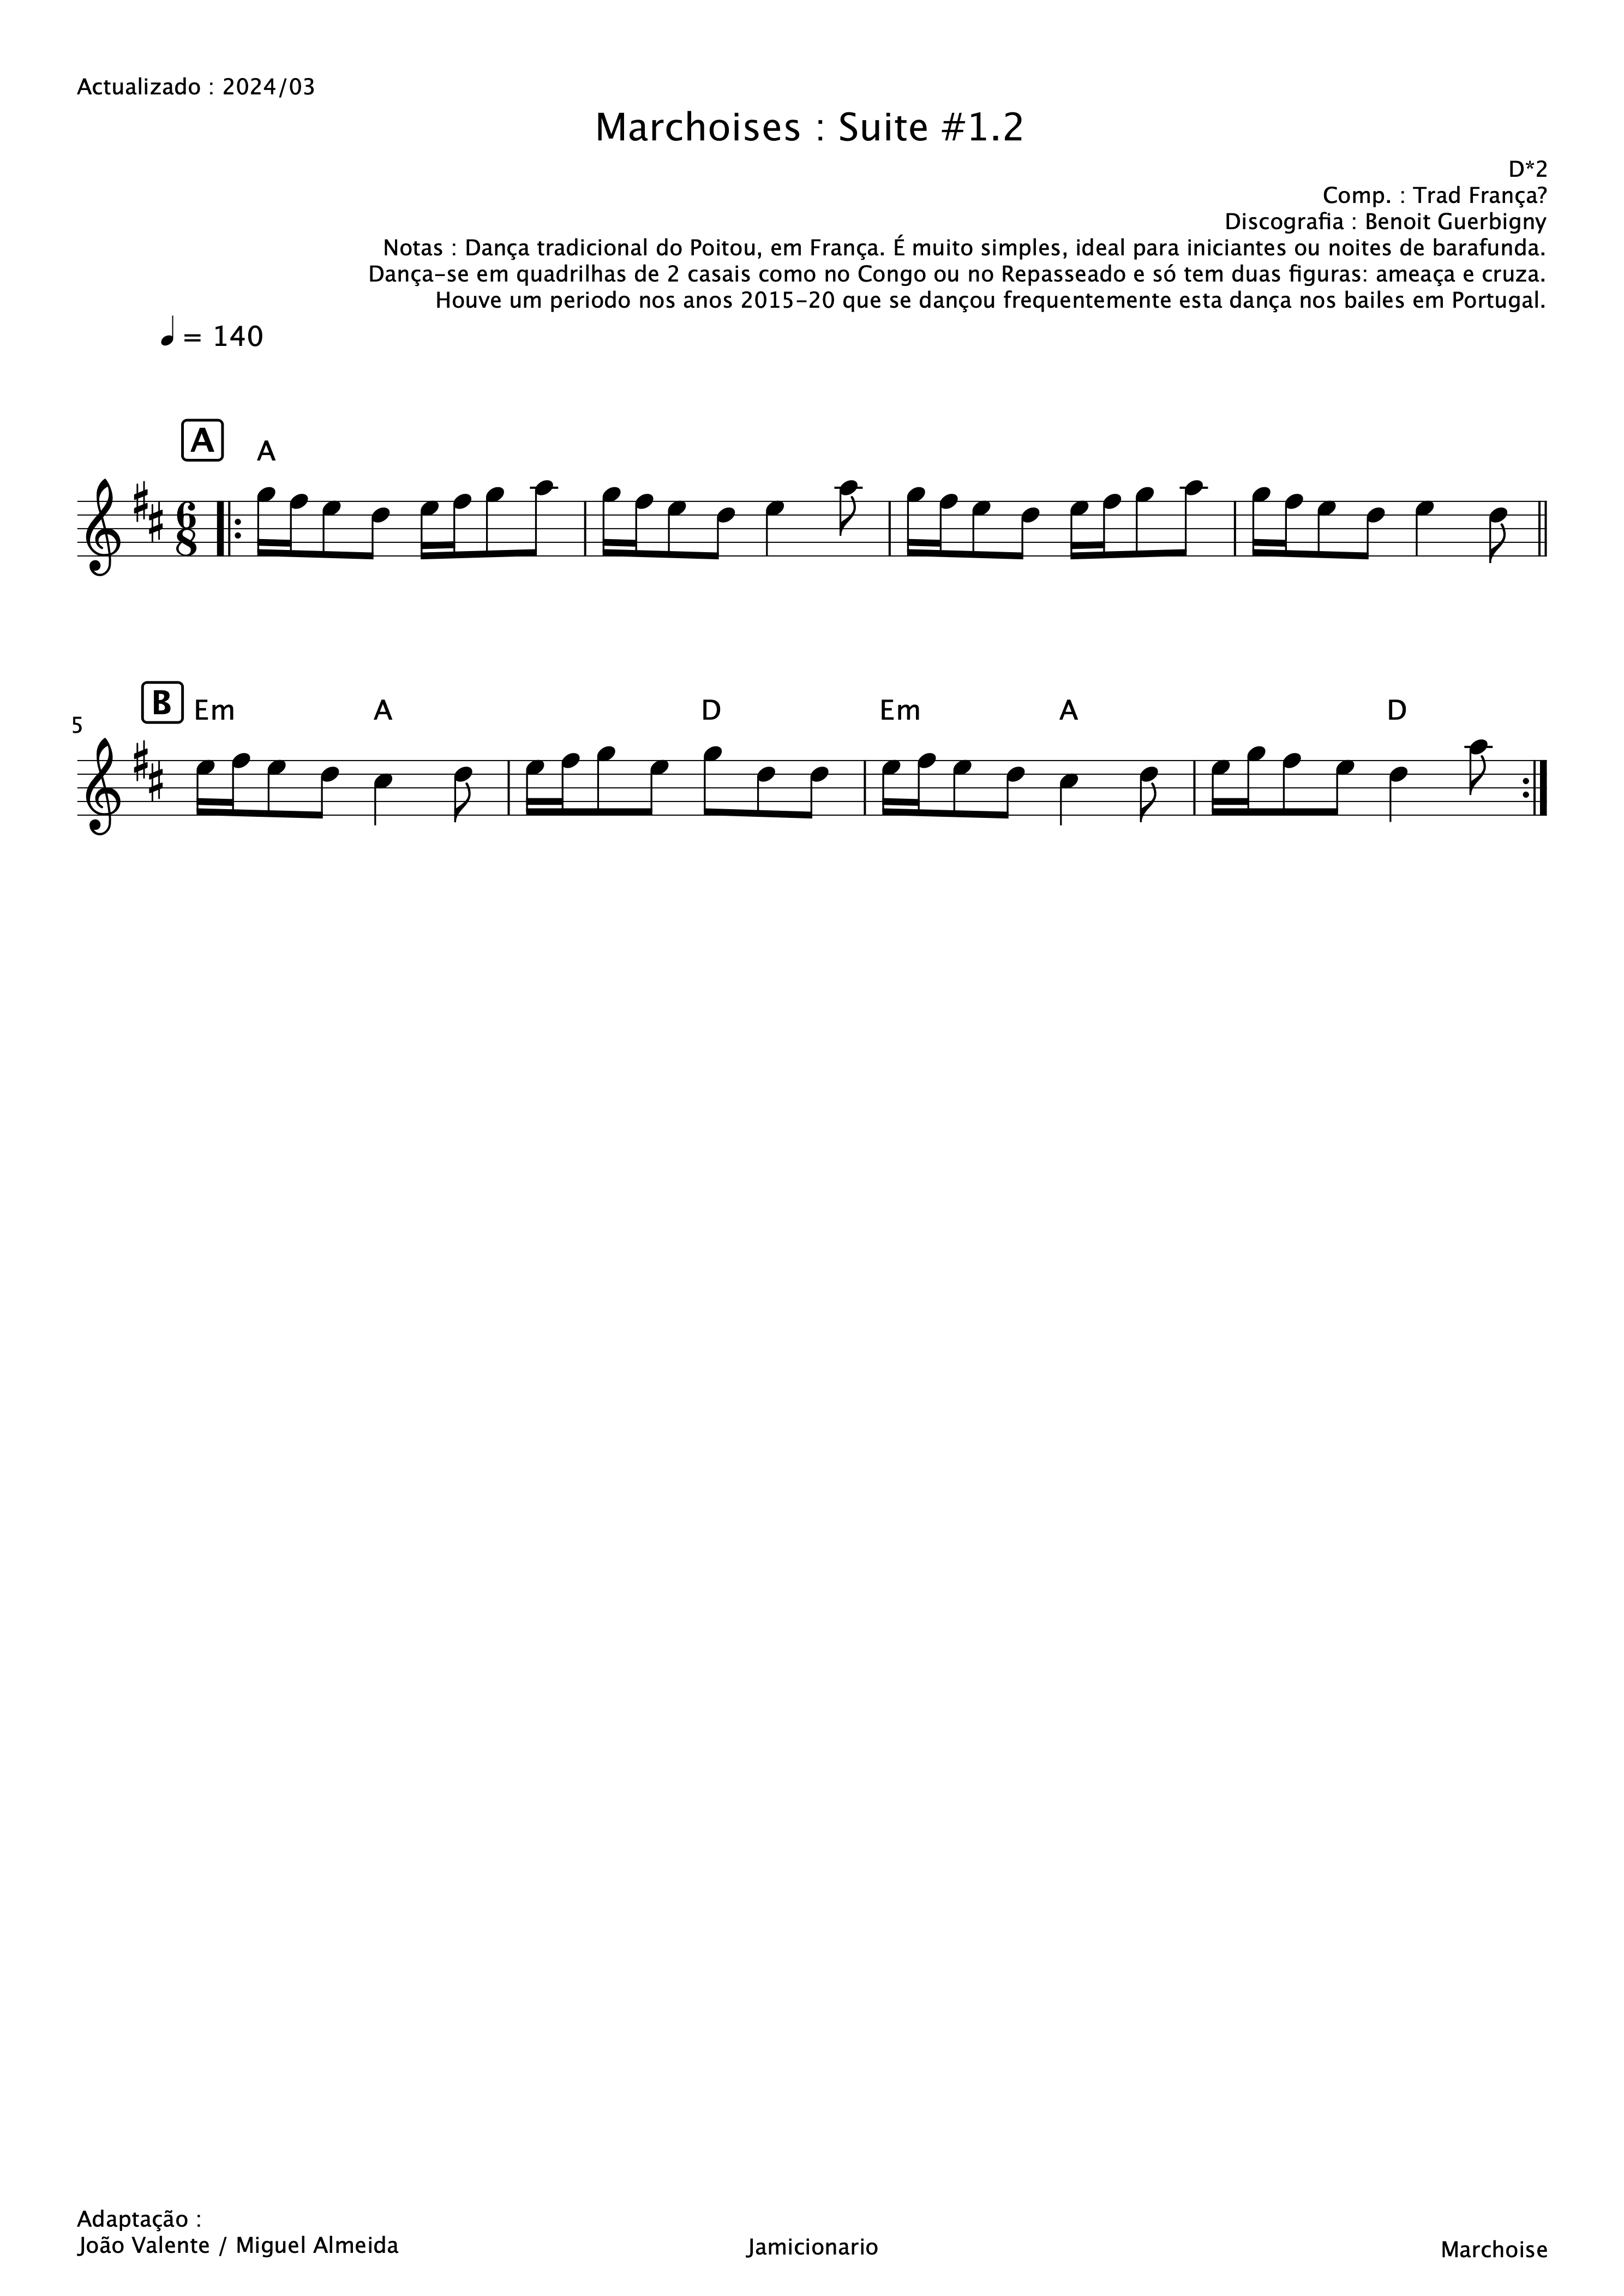 Actualizado : 2024/03
Marchoises : Suite #1.2
D*2
Comp. : Trad França?
Discografia : Benoit Guerbigny
Notas : Dança tradicional do Poitou, em França. É muito simples, ideal para iniciantes ou noites de barafunda.
Dança-se em quadrilhas de 2 casais como no Congo ou no Repasseado e só tem duas figuras: ameaça e cruza.
Houve um periodo nos anos 2015-20 que se dançou frequentemente esta dança nos bailes em Portugal.
♩ = 140
A A
6
8
B Em A D Em A D
5
Adaptação :
João Valente / Miguel Almeida
Jamicionario
Marchoise